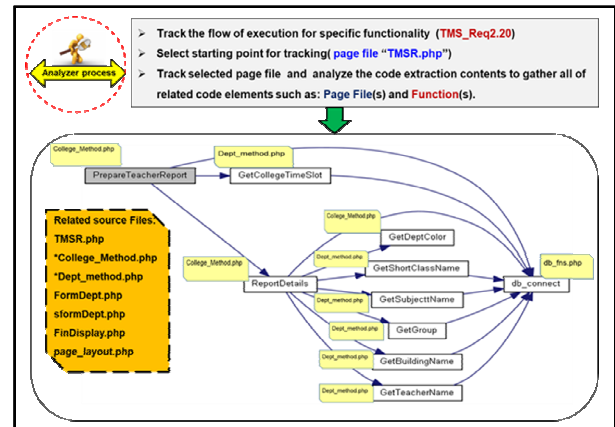 Track the flow of execution for specific functionality (TMS_Req2.20)
Select starting point for tracking( page file “TMSR.php”)
Track selected page file and analyze the code extraction contents to gather all of
related code elements such as: Page File(s) and Function(s).
Analyzer process
College_Method.php
Dept_method.php
PrepareTeacherReport
GetCollegeTimeSlot
College_Method.php
GetDeptColor
Dept_method.php
College_Method.php
GetShortClassName
db_fns.php
ReportDetails
db_connect
Dept_method.php
GetSubjecttName
Dept_method.php
GetGroup
Dept_method.php
GetBuildingName
Dept_method.php
GetTeacherName
Related source Files:
TMSR.php
*College_Method.php
*Dept_method.php
FormDept.php
sformDept.php
FinDisplay.php
page_layout.php